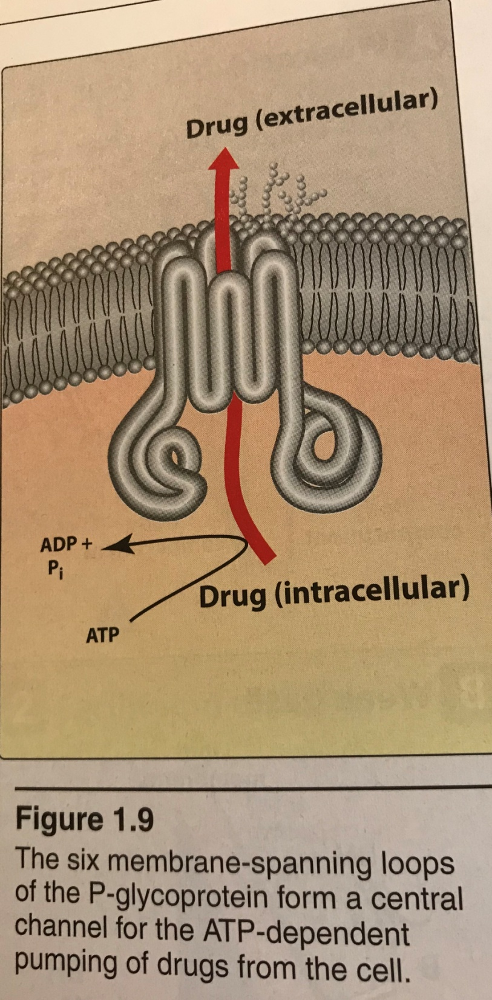 Drug (extracellular)
ADP +
Pi
Drug (intracellular)
ATP
Figure 1.9
The six membrane-spanning loops
of the P-glycoprotein form a central
channel for the ATP-dependent
pumping of drugs from the cell.